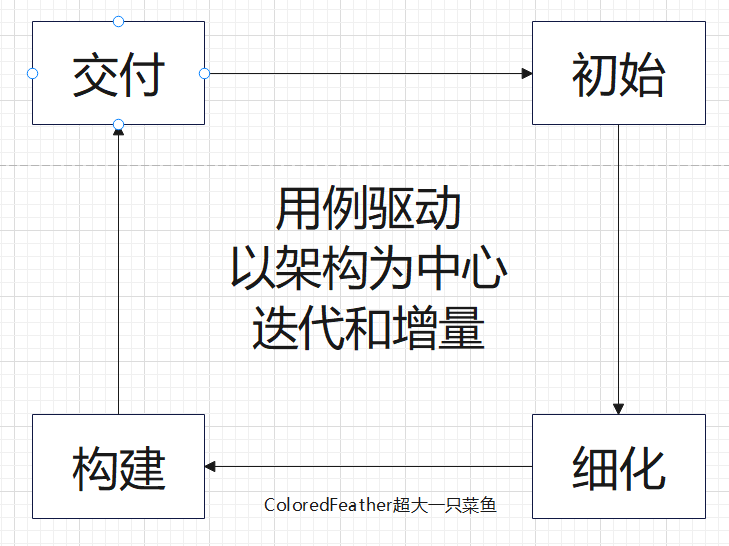 交付
初始
用例驱动
以架构为中心
迭代和增量
构建
细化
ColoredFeather超大一只菜鱼